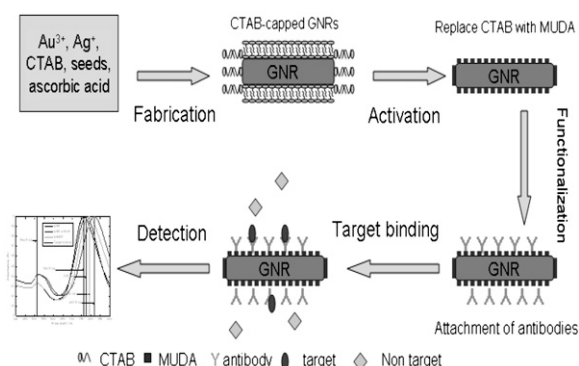 Au3+, Ag+,
CTAB, seeds,
ascorbic acid
Fabrication
CTAB-capped GNRs
GNR
Activation
Replace CTAB with MUDA
GNR
Functionalization
GNR
Attachment of antibodies
Target binding
GNR
Detection
CTAB MUDA antibody target Non target